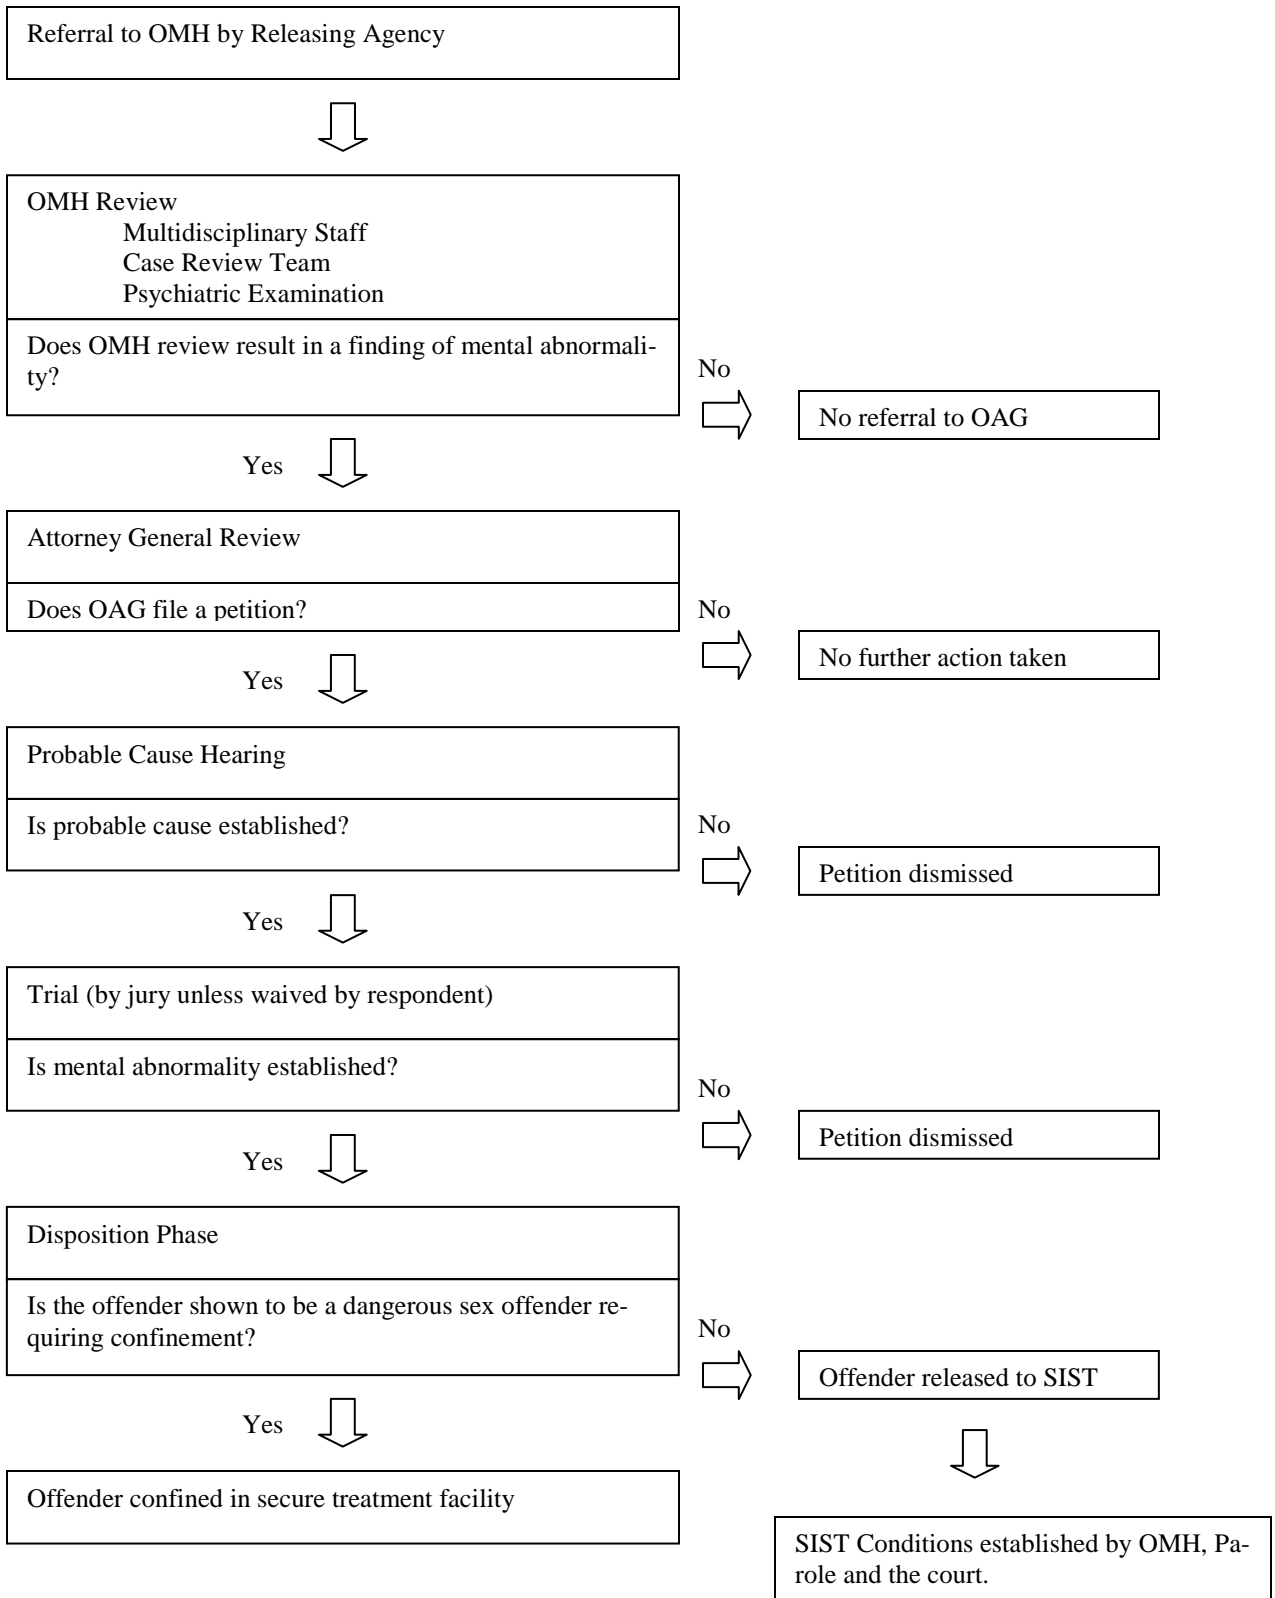 Referral to OMH by Releasing Agency
OMH Review
Multidisciplinary Staff
Case Review Team
Psychiatric Examination
Does OMH review result in a finding of mental abnormali-
ty?
No
No referral to OAG
Yes
Attorney General Review
Does OAG file a petition?
No
No further action taken
Yes
Probable Cause Hearing
Is probable cause established?
No
Petition dismissed
Yes
Trial (by jury unless waived by respondent)
Is mental abnormality established?
No
Petition dismissed
Yes
Disposition Phase
Is the offender shown to be a dangerous sex offender re-
quiring confinement?
No
Offender released to SIST
Yes
Offender confined in secure treatment facility
SIST Conditions established by OMH, Pa-
role and the court.